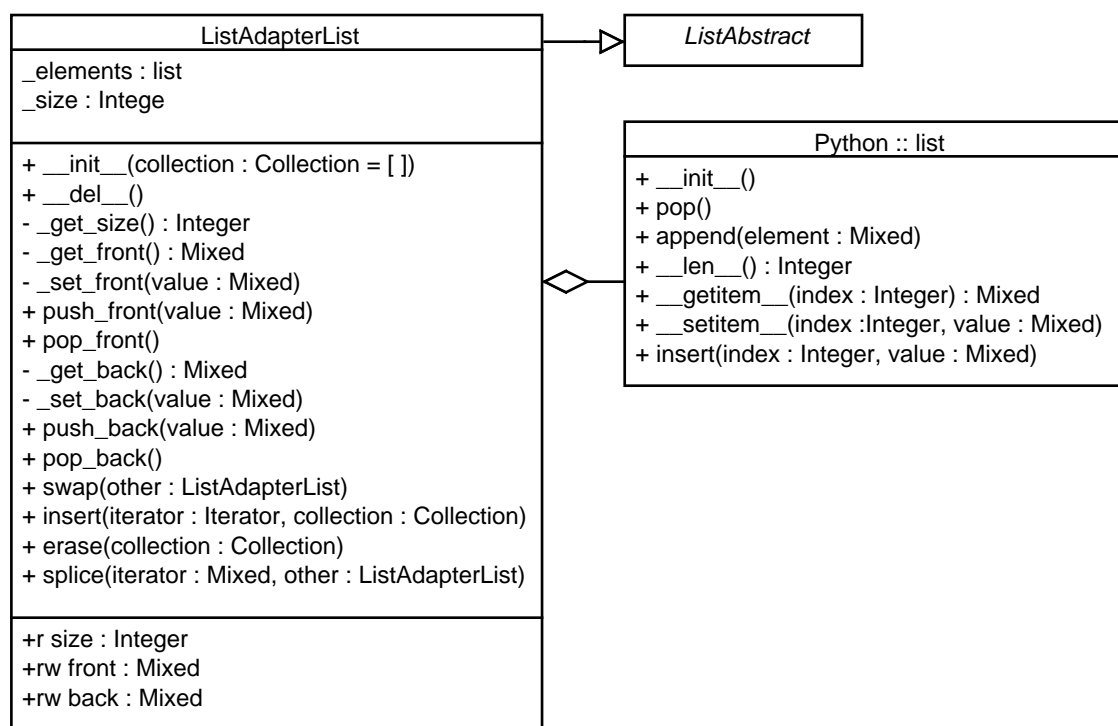 ListAdapterList
_elements : list
_size : Intege
+ __init__(collection : Collection = [ ])
+ __del__()
- _get_size() : Integer
- _get_front() : Mixed
- _set_front(value : Mixed)
+ push_front(value : Mixed)
+ pop_front()
- _get_back() : Mixed
- _set_back(value : Mixed)
+ push_back(value : Mixed)
+ pop_back()
+ swap(other : ListAdapterList)
+ insert(iterator : Iterator, collection : Collection)
+ erase(collection : Collection)
+ splice(iterator : Mixed, other : ListAdapterList)
+r size : Integer
+rw front : Mixed
+rw back : Mixed
ListAbstract
Python :: list
+ __init__()
+ pop()
+ append(element : Mixed)
+ __len__() : Integer
+ __getitem__(index : Integer) : Mixed
+ __setitem__(index :Integer, value : Mixed)
+ insert(index : Integer, value : Mixed)